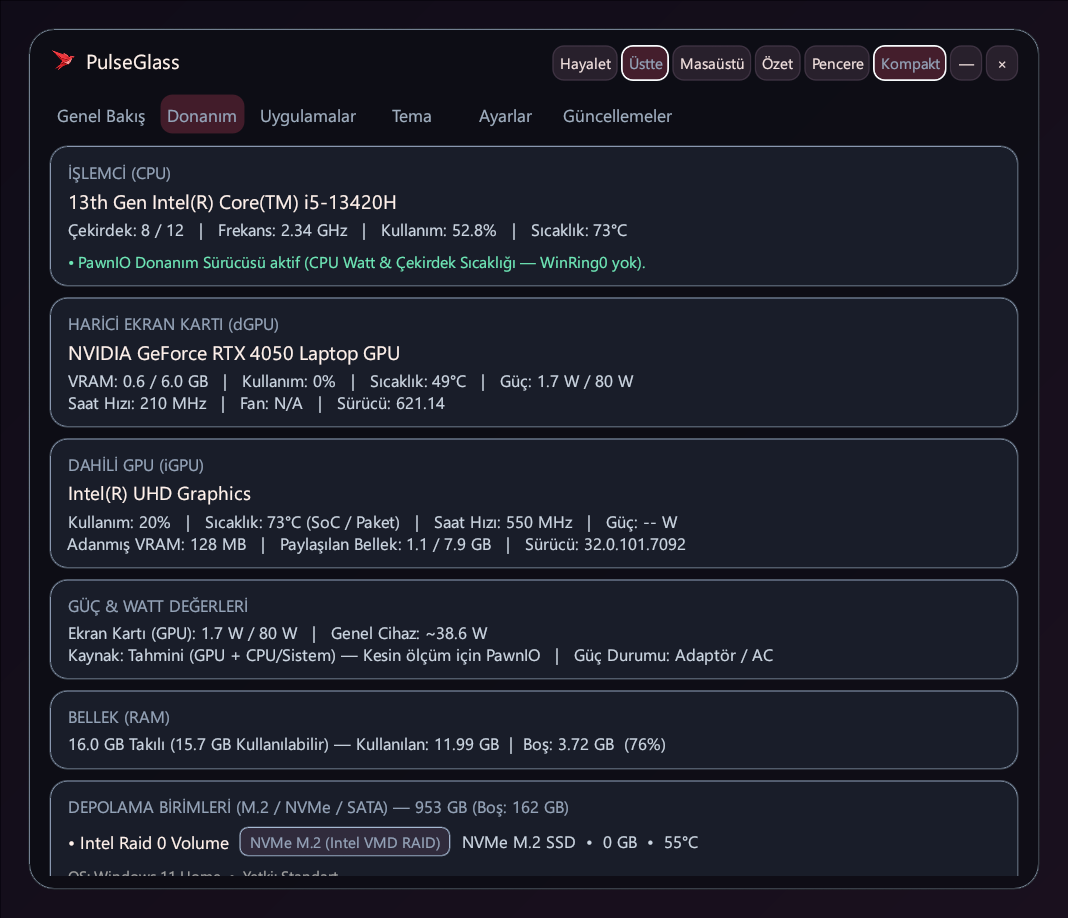 PulseGlass
Hayalet Üstte Masaüstü Özet Pencere Kompakt — ×
Genel Bakış Donanım Uygulamalar Tema Ayarlar Güncellemeler
İŞLEMCİ (CPU)
13th Gen Intel(R) Core(TM) i5-13420H
Çekirdek: 8 / 12 | Frekans: 2.34 GHz | Kullanım: 52.8% | Sıcaklık: 73°C
• PawnIO Donanım Sürücüsü aktif (CPU Watt & Çekirdek Sıcaklığı — WinRing0 yok).
HARİCİ EKRAN KARTI (dGPU)
NVIDIA GeForce RTX 4050 Laptop GPU
VRAM: 0.6 / 6.0 GB | Kullanım: 0% | Sıcaklık: 49°C | Güç: 1.7 W / 80 W
Saat Hızı: 210 MHz | Fan: N/A | Sürücü: 621.14
DAHİLİ GPU (iGPU)
Intel(R) UHD Graphics
Kullanım: 20% | Sıcaklık: 73°C (SoC / Paket) | Saat Hızı: 550 MHz | Güç: -- W
Adanmış VRAM: 128 MB | Paylaşılan Bellek: 1.1 / 7.9 GB | Sürücü: 32.0.101.7092
GÜÇ & WATT DEĞERLERİ
Ekran Kartı (GPU): 1.7 W / 80 W | Genel Cihaz: ~38.6 W
Kaynak: Tahmini (GPU + CPU/Sistem) — Kesin ölçüm için PawnIO | Güç Durumu: Adaptör / AC
BELLEK (RAM)
16.0 GB Takılı (15.7 GB Kullanılabilir) — Kullanılan: 11.99 GB | Boş: 3.72 GB (76%)
DEPOLAMA BİRİMLERİ (M.2 / NVMe / SATA) — 953 GB (Boş: 162 GB)
• Intel Raid 0 Volume NVMe M.2 (Intel VMD RAID) NVMe M.2 SSD • 0 GB • 55°C
OS: Windows 11 Home • Yetki: Standart